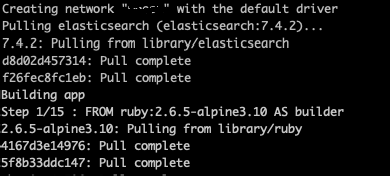 Creating network " " with the default driver
Pulling elasticsearch (elasticsearch:7.4.2)...
7.4.2: Pulling from library/elasticsearch
d8d02d457314: Pull complete
f26fec8fc1eb: Pull complete
Building app
Step 1/15 : FROM ruby:2.6.5-alpine3.10 AS builder
2.6.5-alpine3.10: Pulling from library/ruby
4167d3e14976: Pull complete
5f8b33ddc147: Pull complete